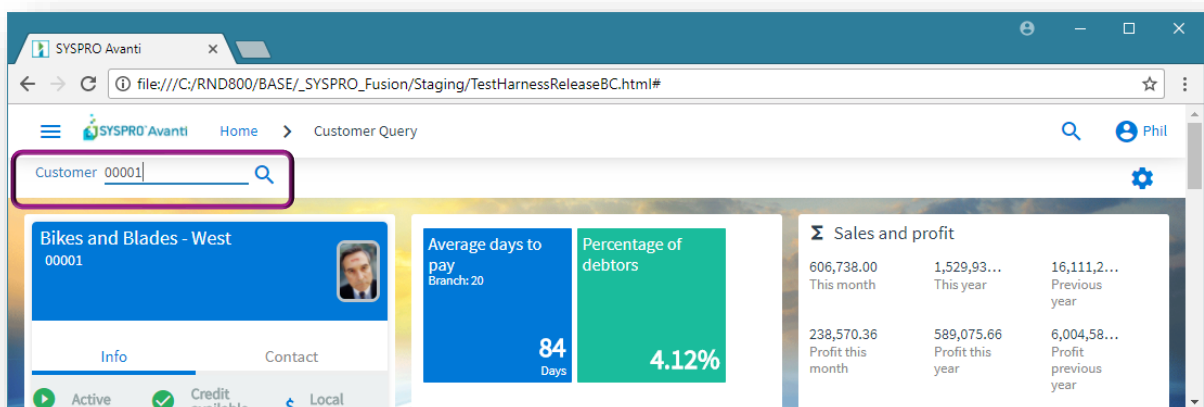 SYSPRO Avanti
file:///C:/RND800/BASE/_SYSPRO_Fusion/Staging/TestHarnessReleaseBC.html#
SYSPRO Avanti Home Customer Query Phil
Customer 00001
Bikes and Blades - West
00001
Info Contact
Active Credit available Local
Average days to
pay
Branch: 20
84
Days
Percentage of
debtors
4.12%
Σ Sales and profit
606,738.00 1,529,93... 16,111,2...
This month This year Previous
year
238,570.36 589,075.66 6,004,58...
Profit this Profit this Profit
month year previous
year